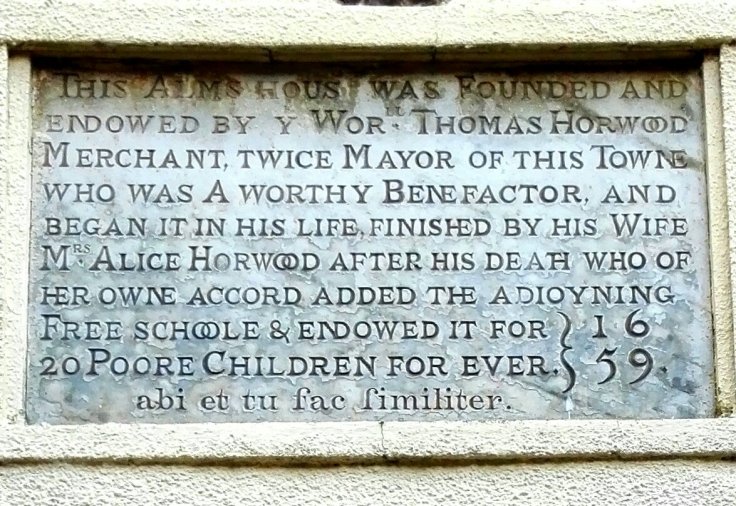 THIS ALMS HOUSE WAS FOUNDED AND
ENDOWED BY Y WORll. THOMAS HORWOOD
MERCHANT, TWICE MAYOR OF THIS TOWNE
WHO WAS A WORTHY BENEFACTOR, AND
BEGAN IT IN HIS LIFE, FINISHED BY HIS WIFE
MRS. ALICE HORWOOD AFTER HIS DEATH WHO OF
HER OWNE ACCORD ADDED THE ADIOYNING
FREE SCHOOLE & ENDOWED IT FOR } 16
20 POORE CHILDREN FOR EVER. } 59.
abi et tu fac ſimiliter.